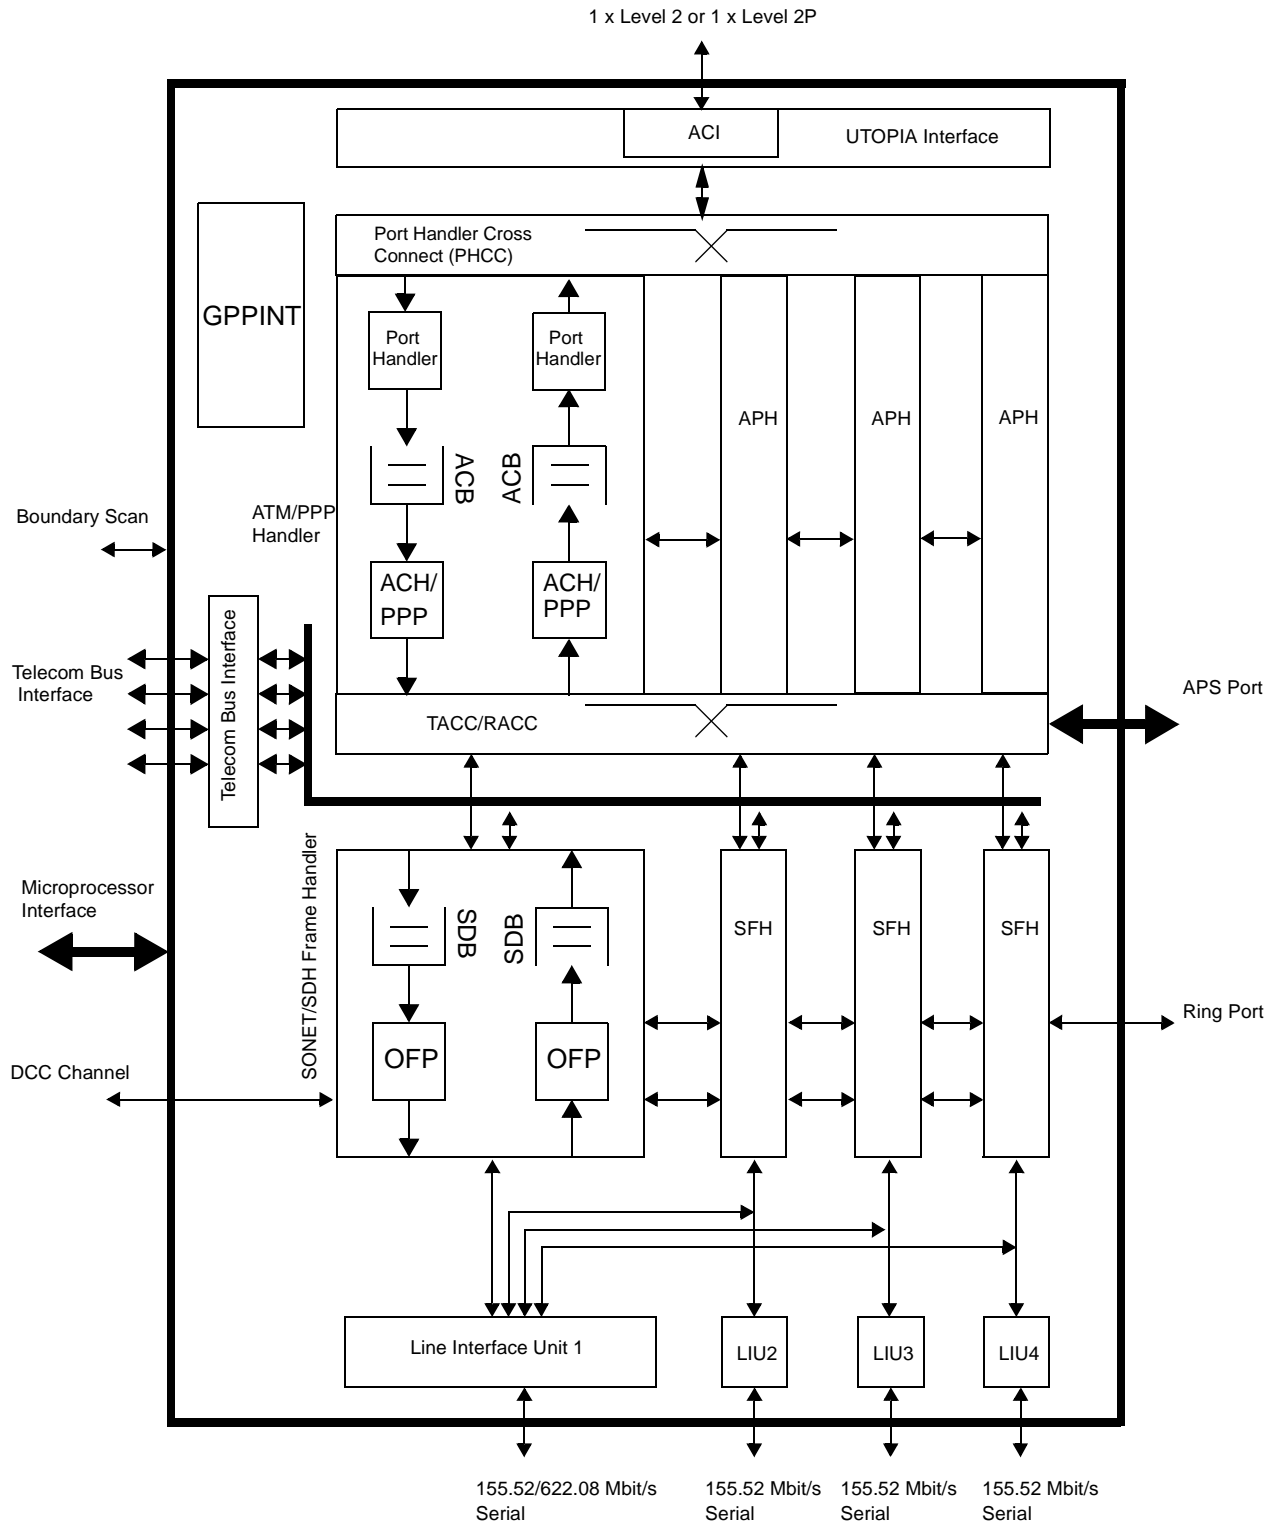 1 x Level 2 or 1 x Level 2P
ACI
UTOPIA Interface
Port Handler Cross
Connect (PHCC)
GPPINT
Port
Handler
Port
Handler
APH
APH
APH
ACB
ACB
Boundary Scan
ATM/PPP
Handler
ACH/
PPP
ACH/
PPP
Telecom Bus
Interface
Telecom Bus Interface
APS Port
TACC/RACC
Microprocessor
Interface
SONET/SDH Frame Handler
SDB
SDB
SFH
SFH
SFH
Ring Port
OFP
OFP
DCC Channel
Line Interface Unit 1
LIU2
LIU3
LIU4
155.52/622.08 Mbit/s
Serial
155.52 Mbit/s
Serial
155.52 Mbit/s
Serial
155.52 Mbit/s
Serial